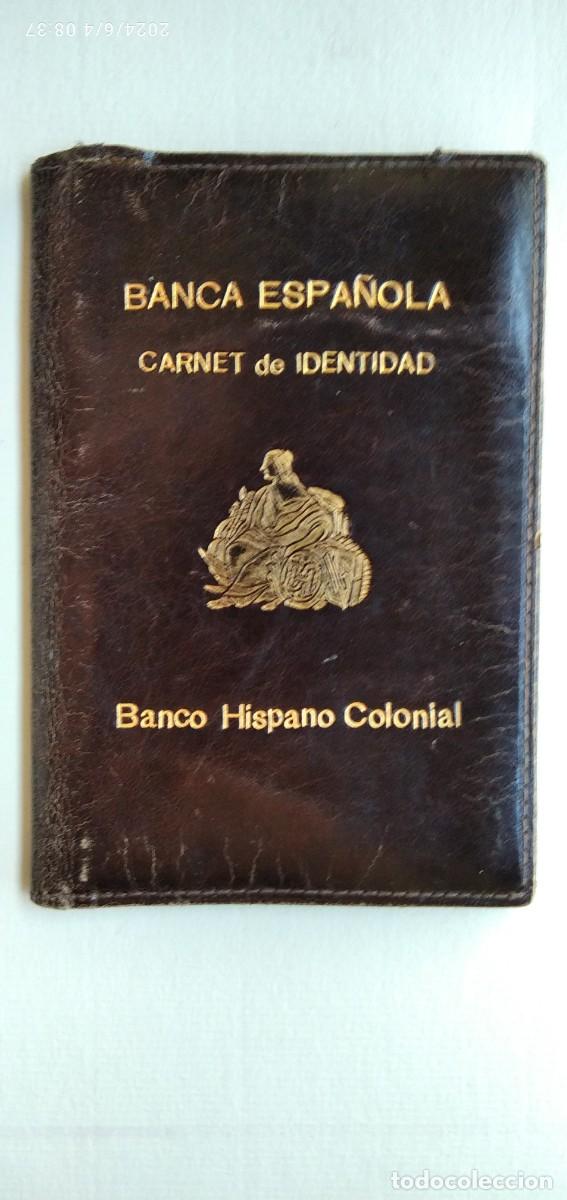 2024/6/4 08:37
BANCA ESPAÑOLA
CARNET de IDENTIDAD
Banco Hispano Colonial
todocoleccion